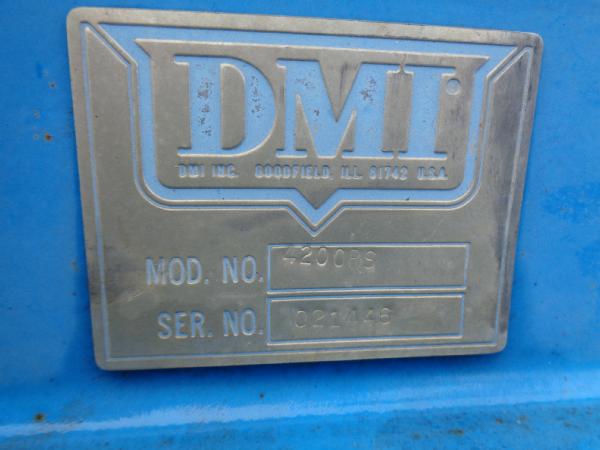 DMI
DMI INC. GOODFIELD, ILL. 61742 U.S.A.
MOD. NO. 4200RS
SER. NO. 021446